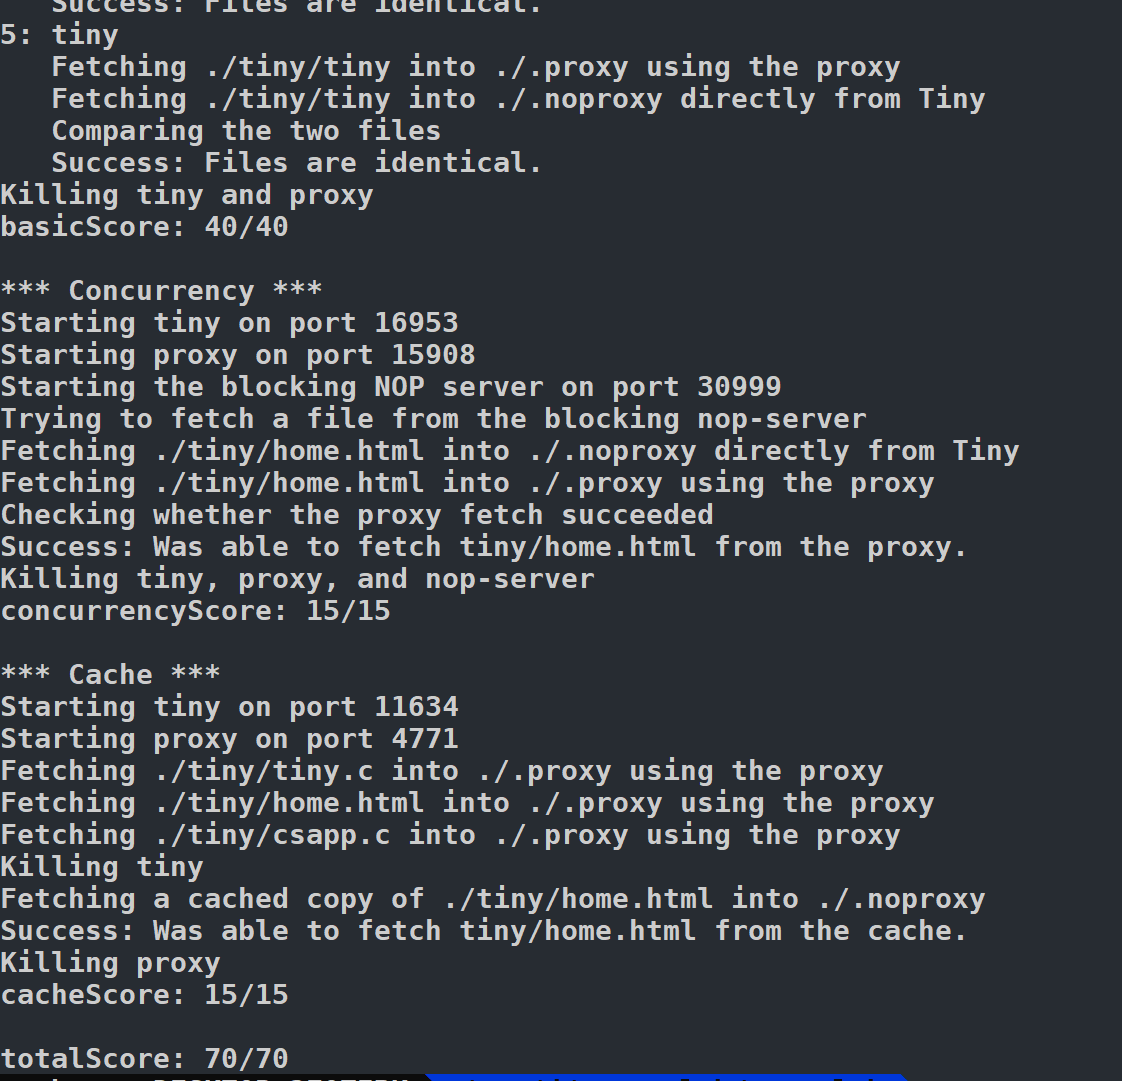 Success: Files are identical.
5: tiny
Fetching ./tiny/tiny into ./.proxy using the proxy
Fetching ./tiny/tiny into ./.noproxy directly from Tiny
Comparing the two files
Success: Files are identical.
Killing tiny and proxy
basicScore: 40/40
*** Concurrency ***
Starting tiny on port 16953
Starting proxy on port 15908
Starting the blocking NOP server on port 30999
Trying to fetch a file from the blocking nop-server
Fetching ./tiny/home.html into ./.noproxy directly from Tiny
Fetching ./tiny/home.html into ./.proxy using the proxy
Checking whether the proxy fetch succeeded
Success: Was able to fetch tiny/home.html from the proxy.
Killing tiny, proxy, and nop-server
concurrencyScore: 15/15
*** Cache ***
Starting tiny on port 11634
Starting proxy on port 4771
Fetching ./tiny/tiny.c into ./.proxy using the proxy
Fetching ./tiny/home.html into ./.proxy using the proxy
Fetching ./tiny/csapp.c into ./.proxy using the proxy
Killing tiny
Fetching a cached copy of ./tiny/home.html into ./.noproxy
Success: Was able to fetch tiny/home.html from the cache.
Killing proxy
cacheScore: 15/15
totalScore: 70/70